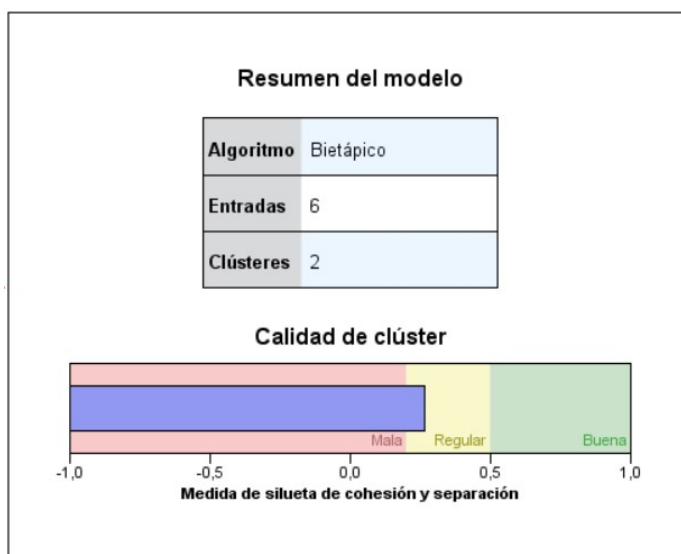 Resumen del modelo
Algoritmo Bietápico
Entradas 6
Clústeres 2
Calidad de clúster
Mala Regular Buena
-1,0 -0,5 0,0 0,5 1,0
Medida de silueta de cohesión y separación